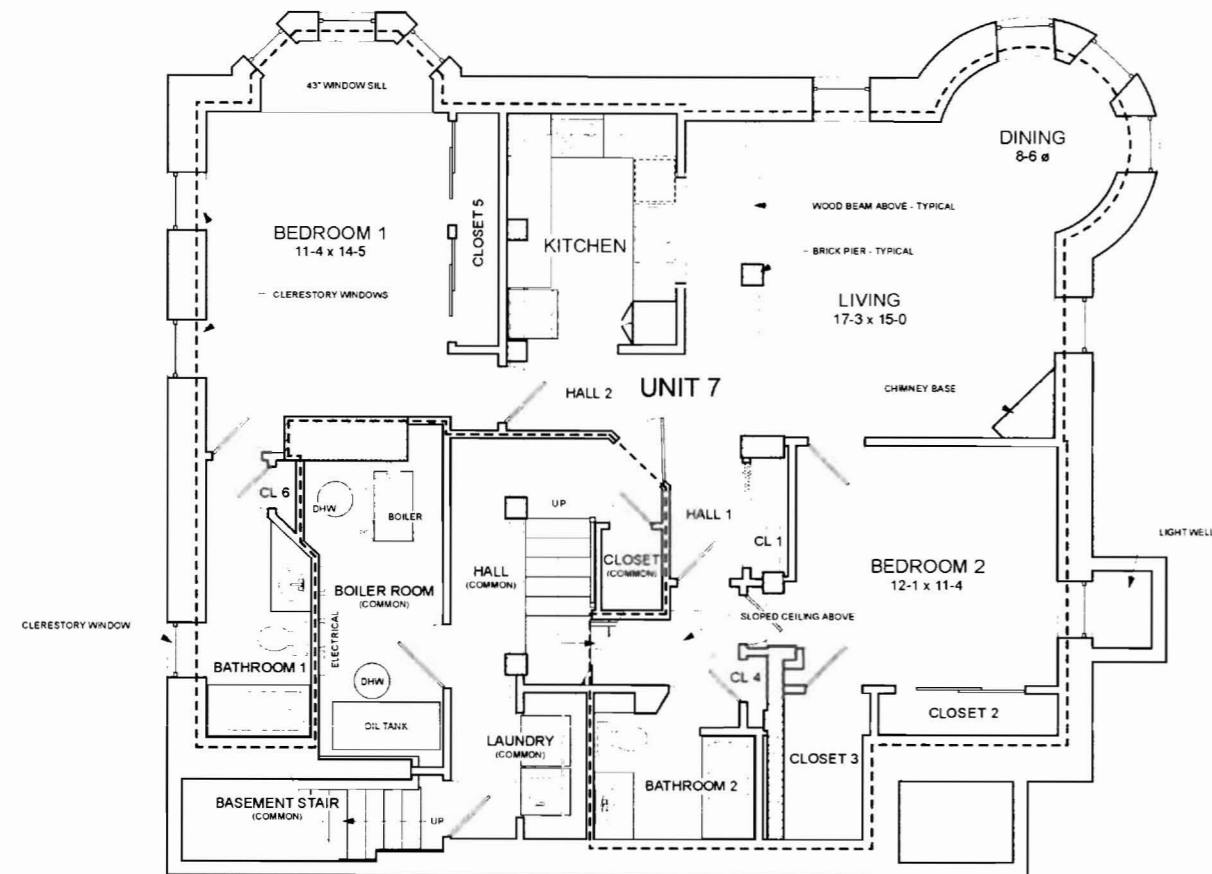 43" WINDOW SILL
DINING
8-6 ø
WOOD BEAM ABOVE - TYPICAL
BEDROOM 1
11-4 x 14-5
CLOSET 5
KITCHEN
BRICK PIER - TYPICAL
CLERESTORY WINDOWS
LIVING
17-3 x 15-0
HALL 2
UNIT 7
CHIMNEY BASE
CL 6
DHW
BOILER
UP
HALL 1
CL 1
LIGHT WELL
CLOSET
(COMMON)
HALL
(COMMON)
BEDROOM 2
12-1 x 11-4
BOILER ROOM
(COMMON)
ELECTRICAL
SLOPED CEILING ABOVE
CLERESTORY WINDOW
BATHROOM 1
DHW
CL 4
OIL TANK
CLOSET 2
LAUNDRY
(COMMON)
CLOSET 3
BATHROOM 2
BASEMENT STAIR
(COMMON)
UP